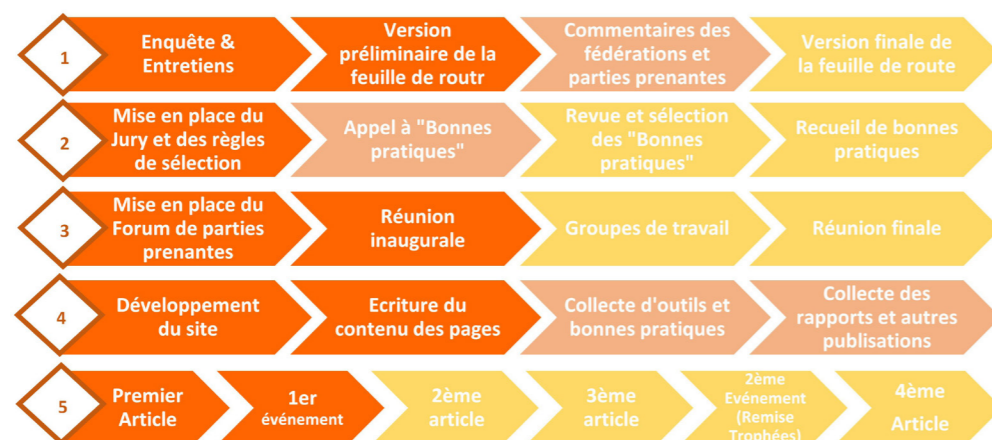 1
Enquête &
Entretiens
Version
préliminaire de la
feuille de routr
Commentaires des
fédérations et
parties prenantes
Version finale de
la feuille de route
2
Mise en place du
Jury et des règles
de sélection
Appel à "Bonnes
pratiques"
Revue et sélection
des "Bonnes
pratiques"
Recueil de bonnes
pratiques
3
Mise en place du
Forum de parties
prenantes
Réunion
inaugurale
Groupes de travail
Réunion finale
4
Développement
du site
Ecriture du
contenu des pages
Collecte d'outils et
bonnes pratiques
Collecte des
rapports et autres
publisations
5
Premier
Article
1er
événement
2ème
article
3ème
article
2ème
Evénement
(Remise
Trophées)
4ème
Article